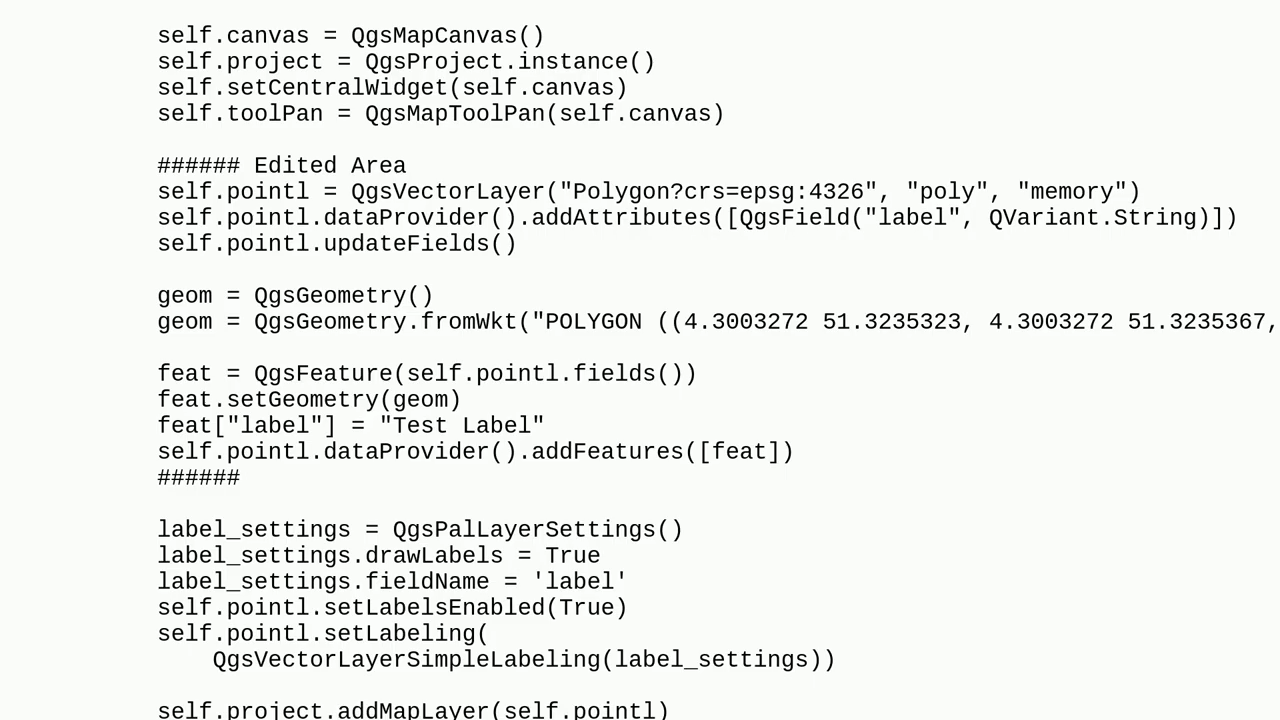 self.canvas = QgsMapCanvas()
self.project = QgsProject.instance()
self.setCentralWidget(self.canvas)
self.toolPan = QgsMapToolPan(self.canvas)

###### Edited Area
self.pointl = QgsVectorLayer("Polygon?crs=epsg:4326", "poly", "memory")
self.pointl.dataProvider().addAttributes([QgsField("label", QVariant.String)])
self.pointl.updateFields()

geom = QgsGeometry()
geom = QgsGeometry.fromWkt("POLYGON ((4.3003272 51.3235323, 4.3003272 51.3235367,

feat = QgsFeature(self.pointl.fields())
feat.setGeometry(geom)
feat["label"] = "Test Label"
self.pointl.dataProvider().addFeatures([feat])
######

label_settings = QgsPalLayerSettings()
label_settings.drawLabels = True
label_settings.fieldName = 'label'
self.pointl.setLabelsEnabled(True)
self.pointl.setLabeling(
    QgsVectorLayerSimpleLabeling(label_settings))

self.project.addMapLayer(self.pointl)